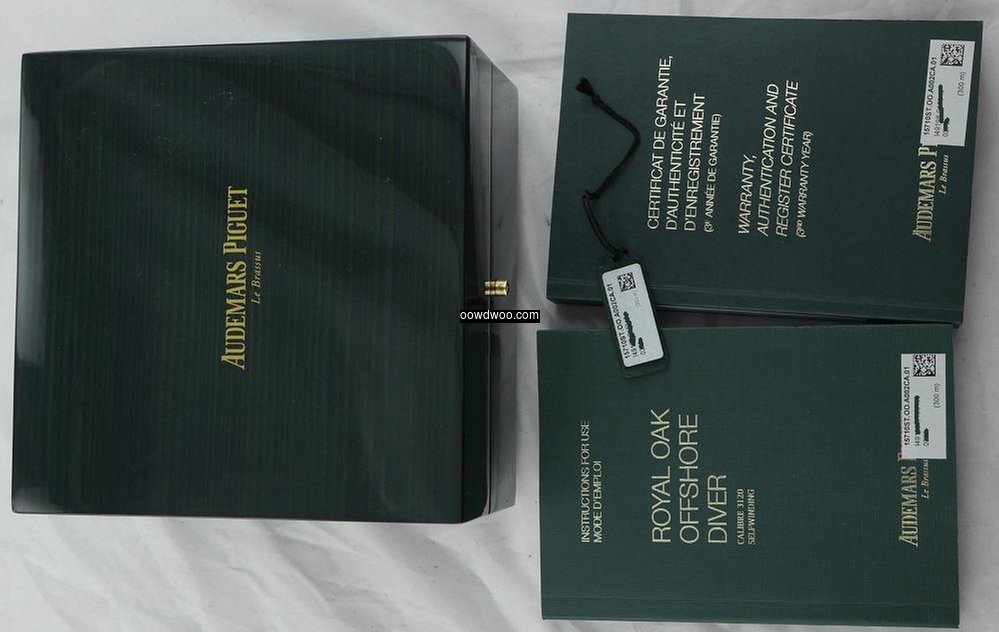 AUDEMARS PIGUET
Le Brassus
oowdwoo.com
CERTIFICAT DE GARANTIE,
D'AUTHENTICITÉ ET
D'ENREGISTREMENT
(3E ANNÉE DE GARANTIE)
WARRANTY,
AUTHENTICATION AND
REGISTER CERTIFICATE
(3RD WARRANTY YEAR)
15710ST.OO.A002CA.01
(300 m)
AUDEMARS P
Le Brassus
15710ST.OO.A002CA.01
I49
INSTRUCTIONS FOR USE
MODE D'EMPLOI
ROYAL OAK
OFFSHORE
DIVER
CALIBRE 3120
SELFWINDING
15710ST.OO.A002CA.01
I49
(300 m)
AUDEMARS P
Le Brassus